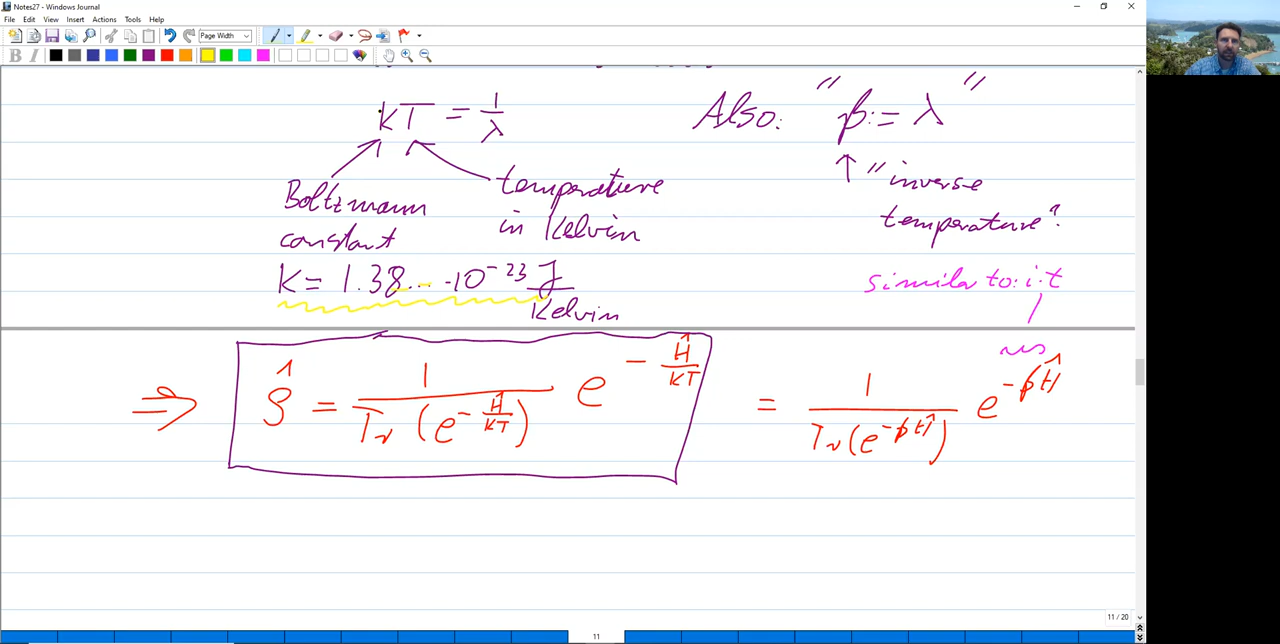 Notes27 - Windows Journal
File Edit View Insert Actions Tools Help
Page Width
B I
kT = 1/λ
Also: "β := λ"
Boltzmann constant
temperature in Kelvin
"inverse temperature"
K = 1.38... ·10⁻²³ J/Kelvin
similar to: i·t
⇒ ρ̂ = 1/Tr(e^(-Ĥ/kT)) e^(-Ĥ/kT) = 1/Tr(e^(-βĤ)) e^(-βĤ)
11 / 20
11